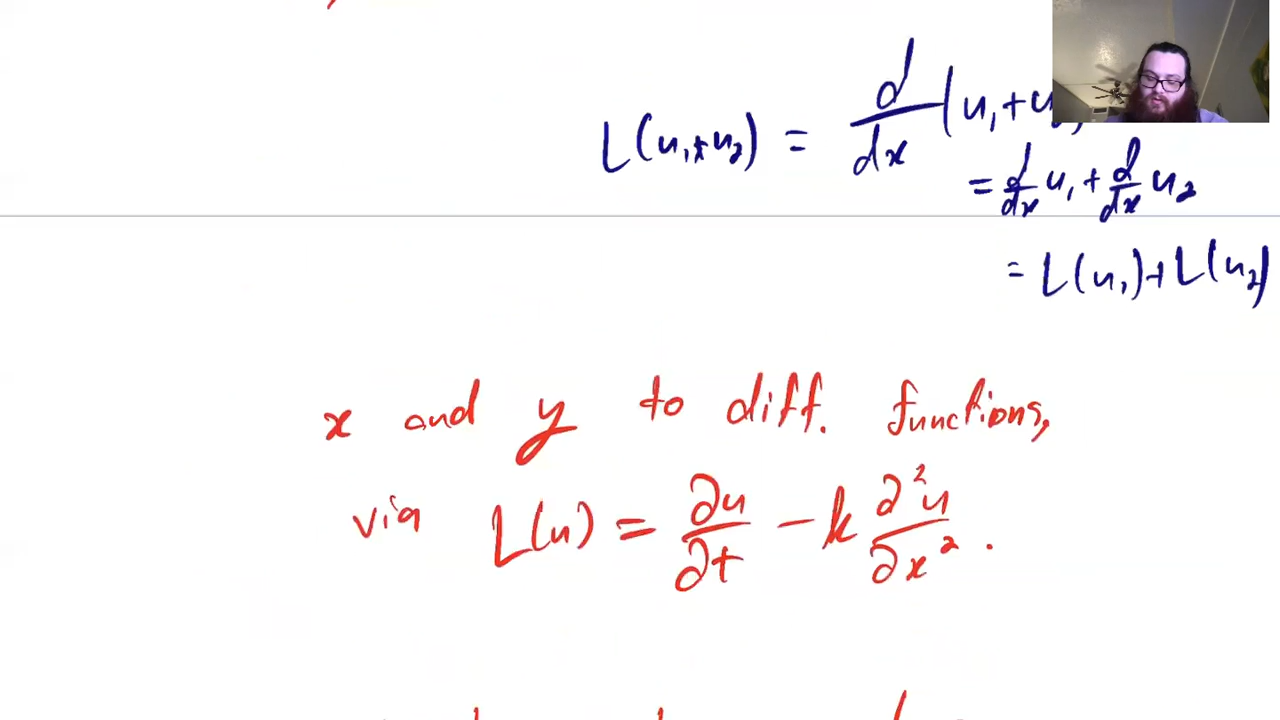 L(u₁+u₂) = d/dx (u₁+u
= d/dx u₁ + d/dx u₂
= L(u₁)+L(u₂)
x and y to diff. functions,
via L(u) = ∂u/∂t − k ∂²u/∂x² .